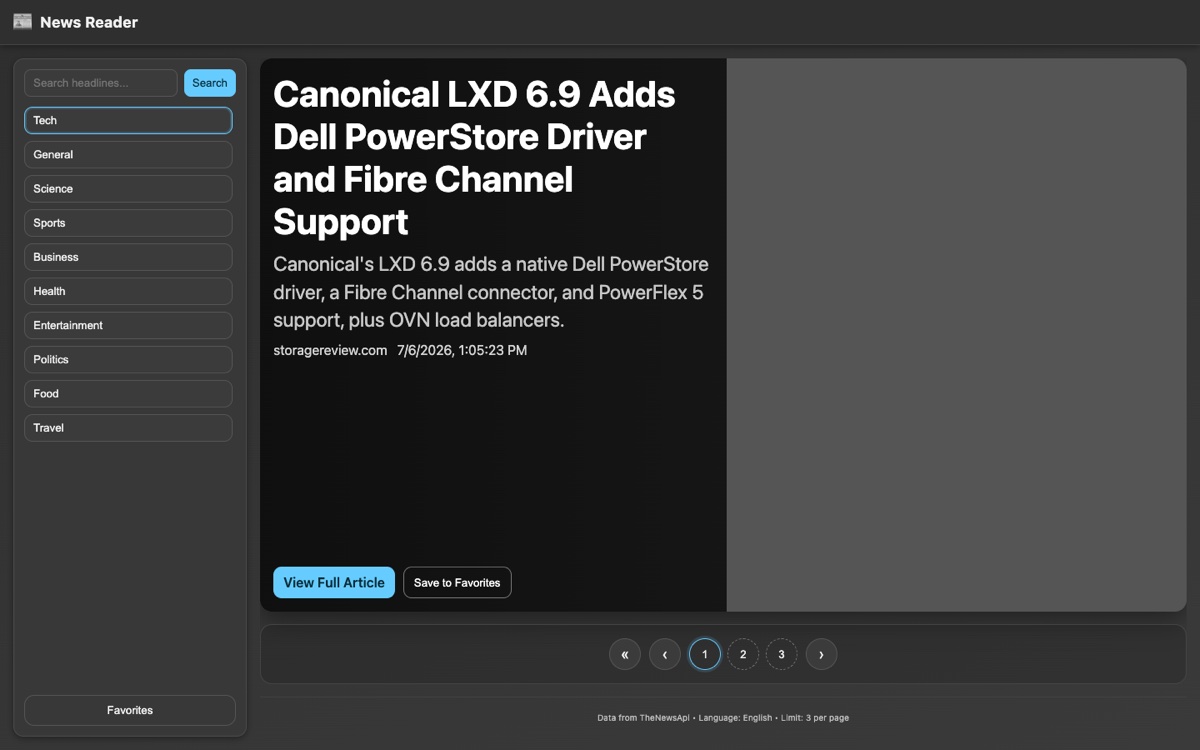 News Reader
Search headlines...
Search
Tech
General
Science
Sports
Business
Health
Entertainment
Politics
Food
Travel
Favorites
Canonical LXD 6.9 Adds
Dell PowerStore Driver
and Fibre Channel
Support
Canonical's LXD 6.9 adds a native Dell PowerStore
driver, a Fibre Channel connector, and PowerFlex 5
support, plus OVN load balancers.
storagereview.com 7/6/2026, 1:05:23 PM
View Full Article
Save to Favorites
« ‹ 1 2 3 ›
Data from TheNewsApi • Language: English • Limit: 3 per page